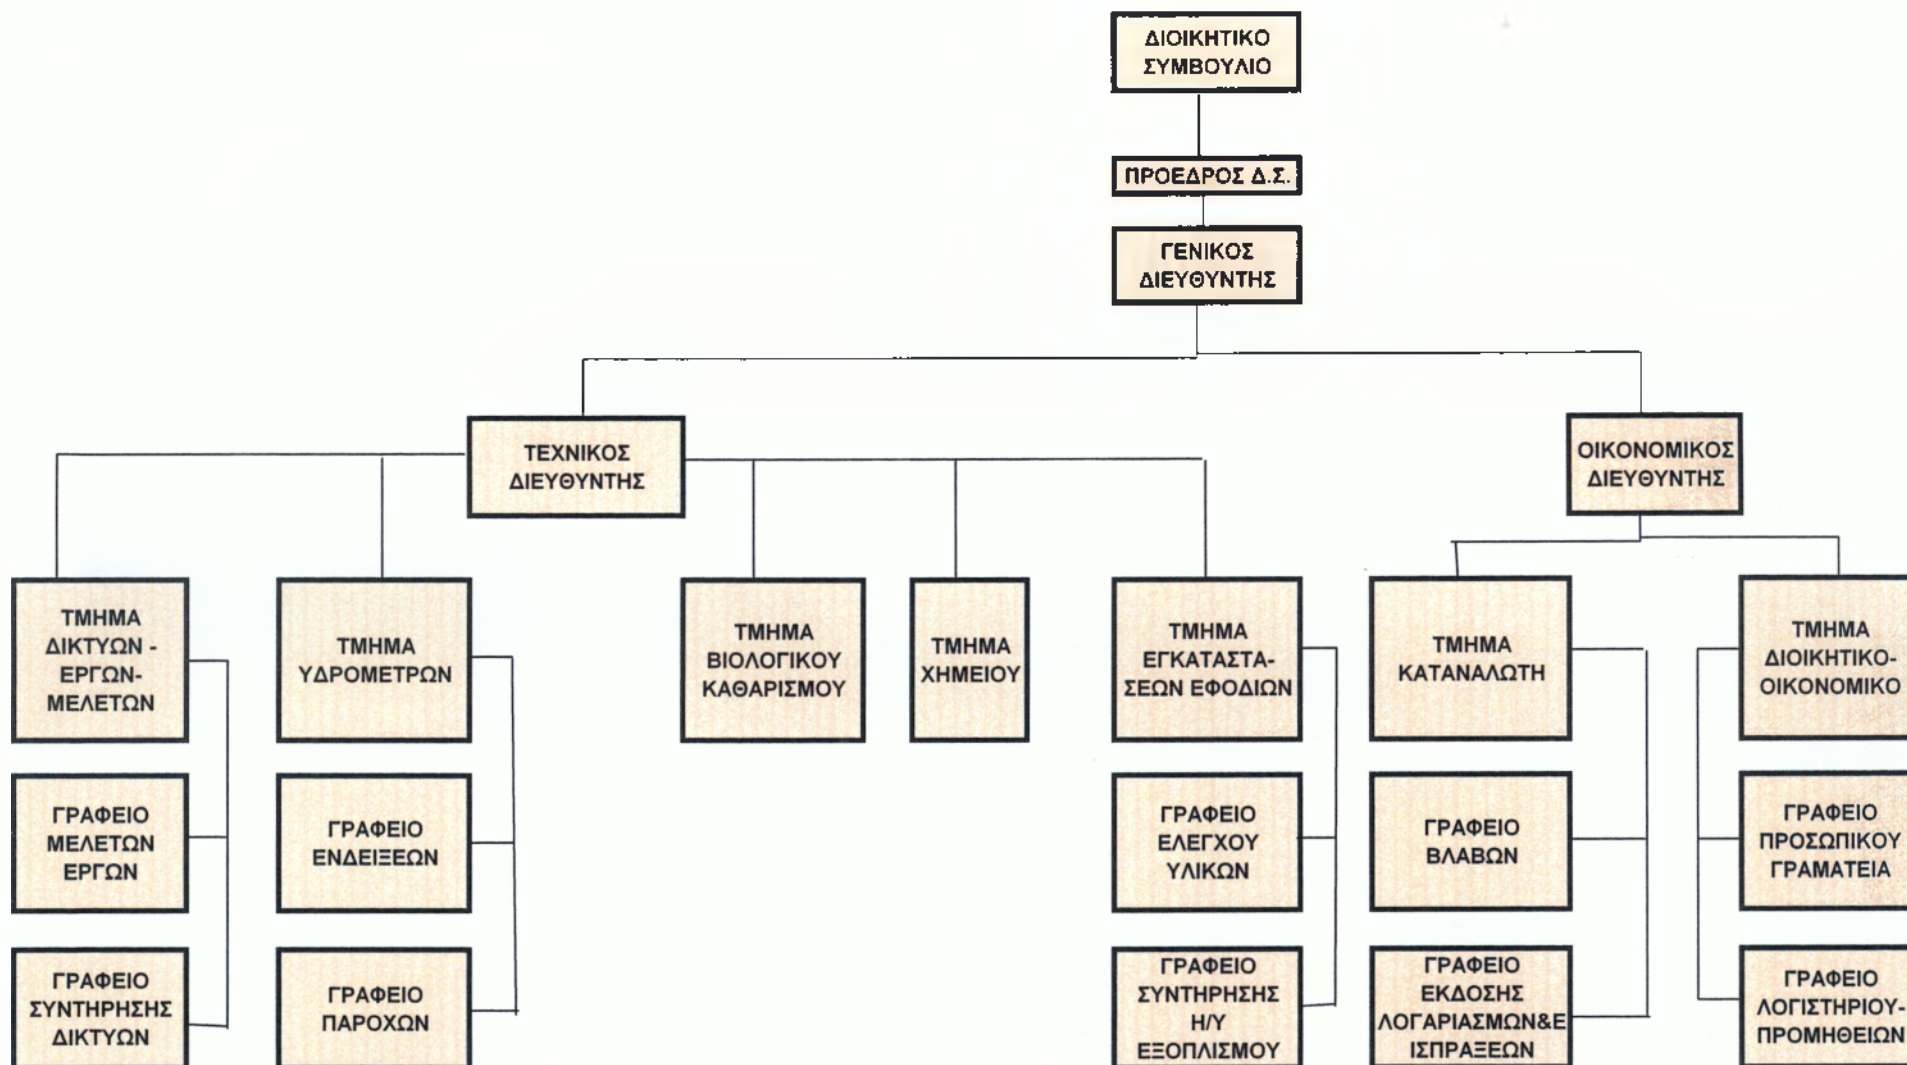 ΔΙΟΙΚΗΤΙΚΟ
ΣΥΜΒΟΥΛΙΟ
ΠΡΟΕΔΡΟΣ Δ.Σ.
ΓΕΝΙΚΟΣ
ΔΙΕΥΘΥΝΤΗΣ
ΤΕΧΝΙΚΟΣ
ΔΙΕΥΘΥΝΤΗΣ
ΟΙΚΟΝΟΜΙΚΟΣ
ΔΙΕΥΘΥΝΤΗΣ
ΤΜΗΜΑ
ΔΙΚΤΥΩΝ -
ΕΡΓΩΝ-
ΜΕΛΕΤΩΝ
ΤΜΗΜΑ
ΥΔΡΟΜΕΤΡΩΝ
ΤΜΗΜΑ
ΒΙΟΛΟΓΙΚΟΥ
ΚΑΘΑΡΙΣΜΟΥ
ΤΜΗΜΑ
ΧΗΜΕΙΟΥ
ΤΜΗΜΑ
ΕΓΚΑΤΑΣΤΑ-
ΣΕΩΝ ΕΦΟΔΙΩΝ
ΤΜΗΜΑ
ΚΑΤΑΝΑΛΩΤΗ
ΤΜΗΜΑ
ΔΙΟΙΚΗΤΙΚΟ-
ΟΙΚΟΝΟΜΙΚΟ
ΓΡΑΦΕΙΟ
ΜΕΛΕΤΩΝ
ΕΡΓΩΝ
ΓΡΑΦΕΙΟ
ΕΝΔΕΙΞΕΩΝ
ΓΡΑΦΕΙΟ
ΕΛΕΓΧΟΥ
ΥΛΙΚΩΝ
ΓΡΑΦΕΙΟ
ΒΛΑΒΩΝ
ΓΡΑΦΕΙΟ
ΠΡΟΣΩΠΙΚΟΥ
ΓΡΑΜΑΤΕΙΑ
ΓΡΑΦΕΙΟ
ΣΥΝΤΗΡΗΣΗΣ
ΔΙΚΤΥΩΝ
ΓΡΑΦΕΙΟ
ΠΑΡΟΧΩΝ
ΓΡΑΦΕΙΟ
ΣΥΝΤΗΡΗΣΗΣ
Η/Υ
ΕΞΟΠΛΙΣΜΟΥ
ΓΡΑΦΕΙΟ
ΕΚΔΟΣΗΣ
ΛΟΓΑΡΙΑΣΜΩΝ&Ε
ΙΣΠΡΑΞΕΩΝ
ΓΡΑΦΕΙΟ
ΛΟΓΙΣΤΗΡΙΟΥ-
ΠΡΟΜΗΘΕΙΩΝ